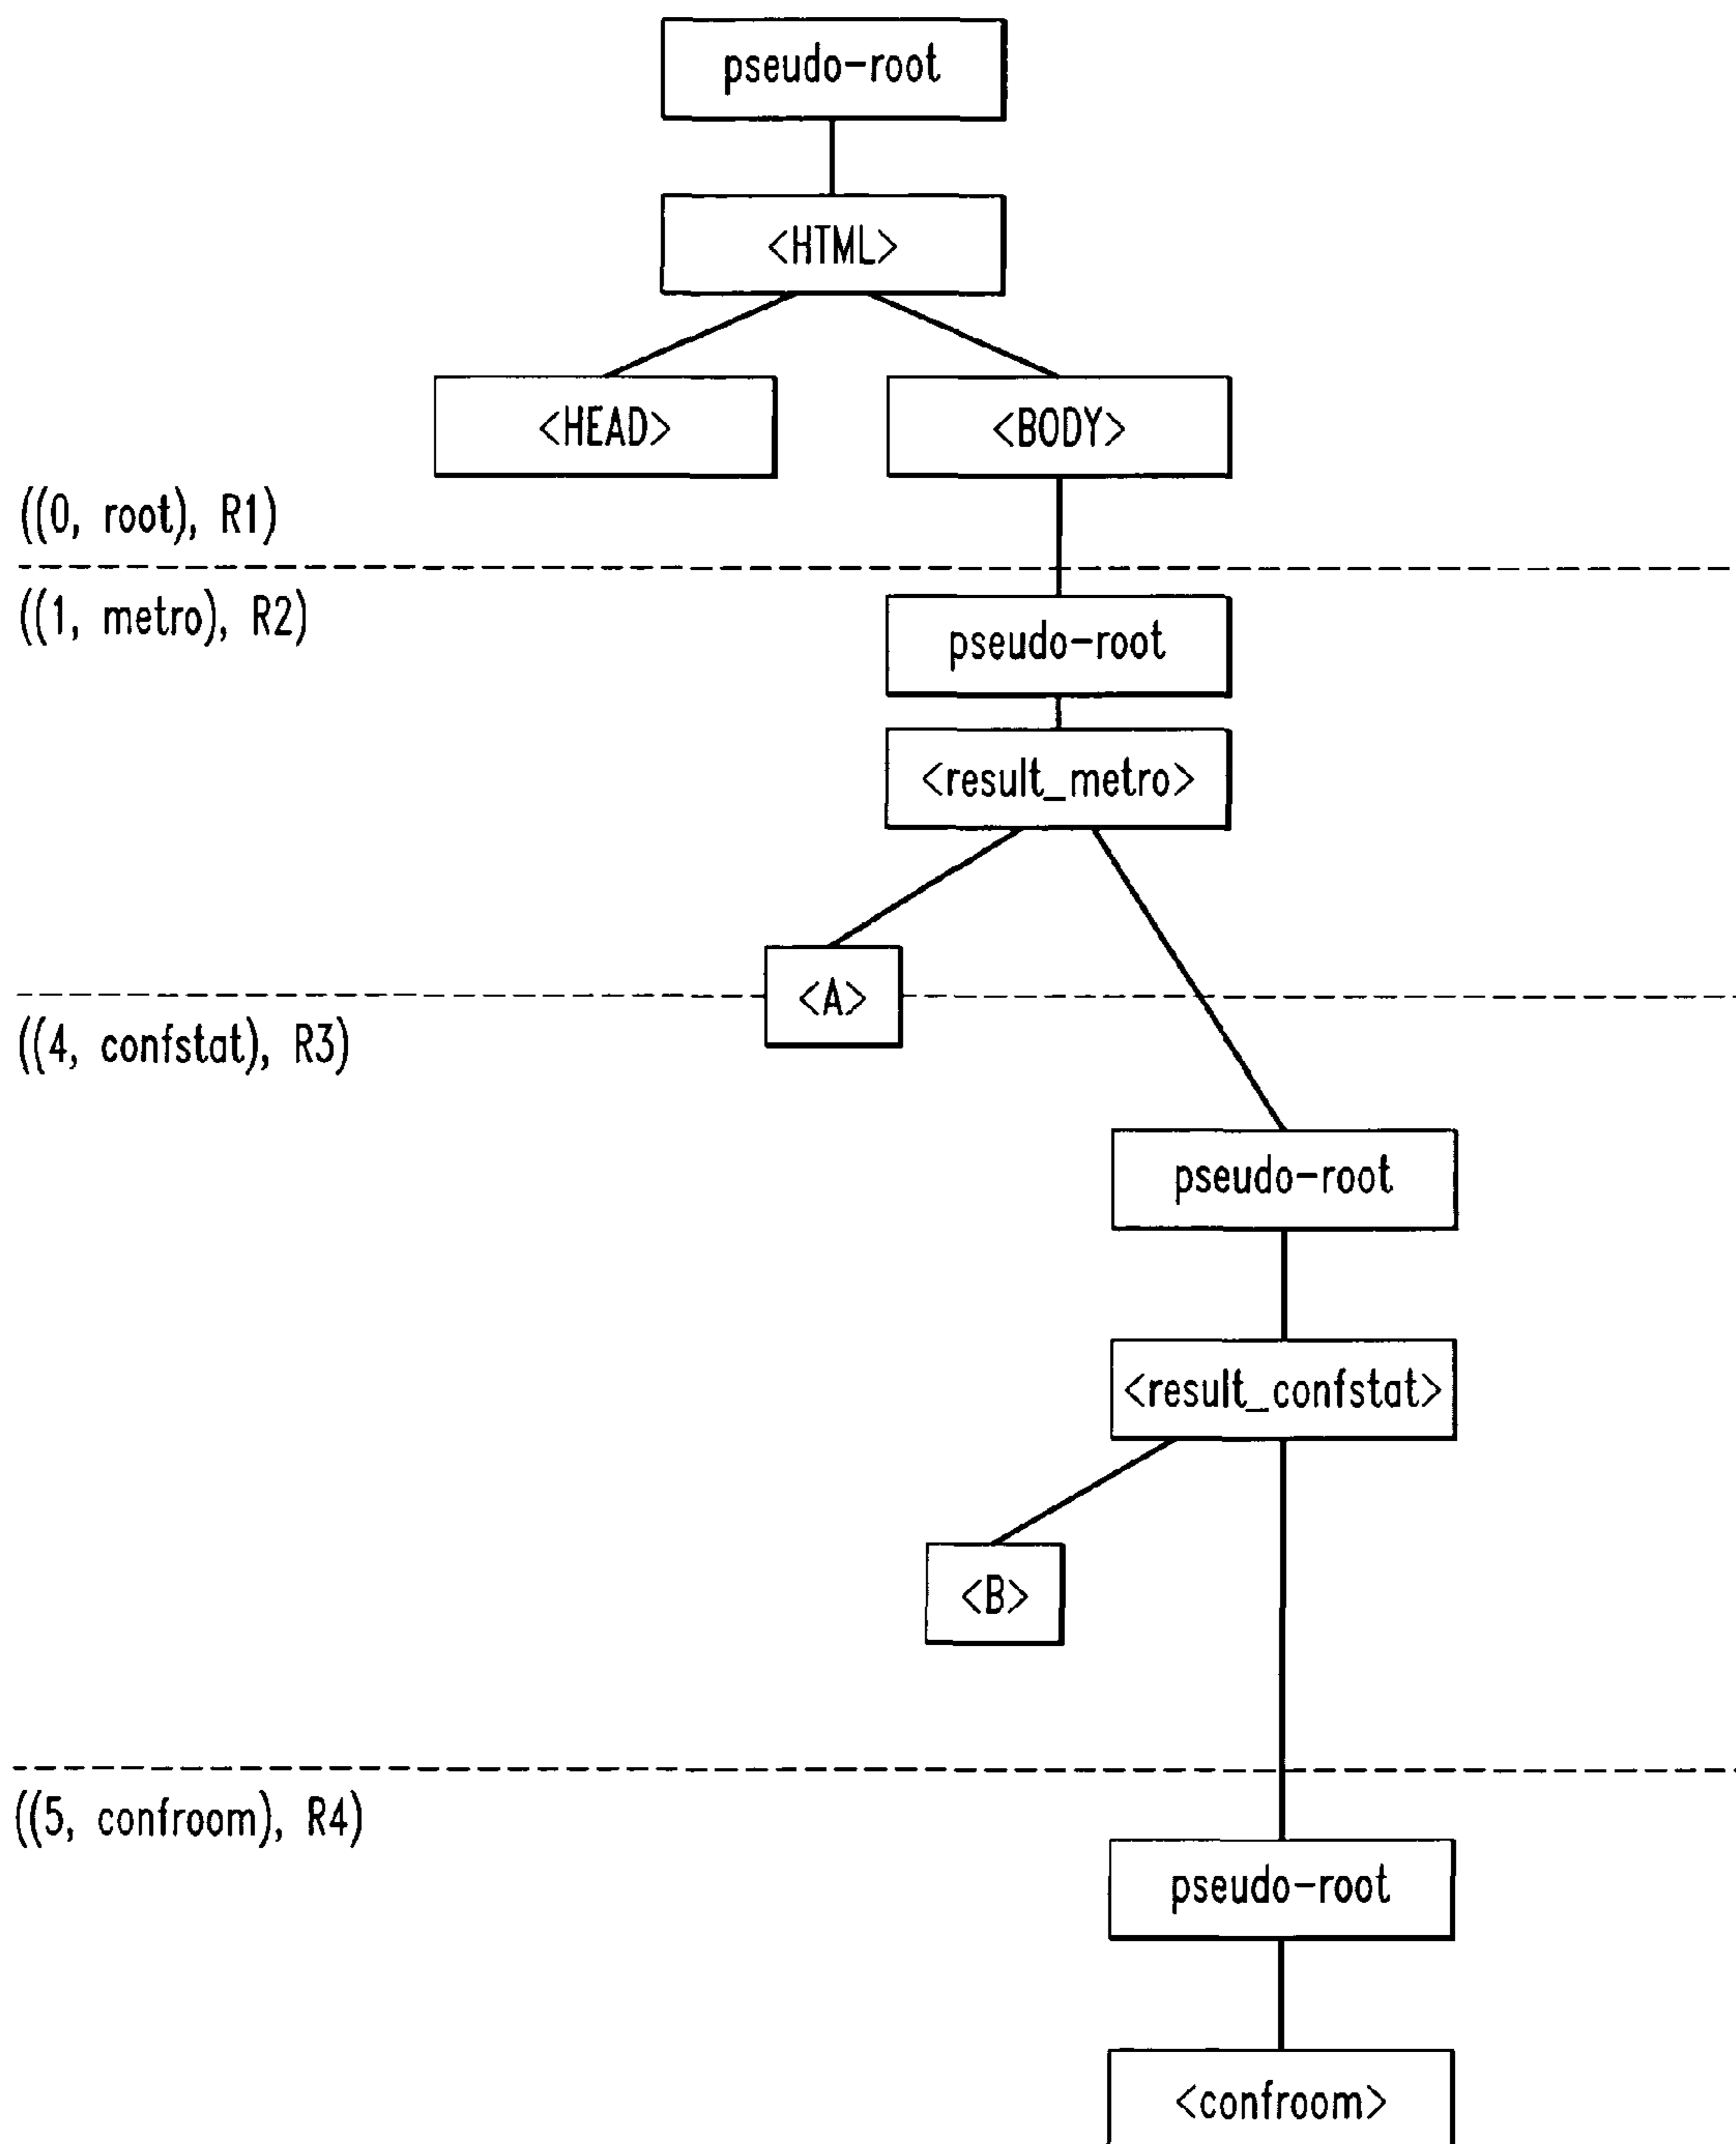 pseudo-root
<HTML>
<HEAD> <BODY>
((0, root), R1)
((1, metro), R2)
pseudo-root
<result_metro>
<A>
((4, confstat), R3)
pseudo-root
<result_confstat>
<B>
((5, confroom), R4)
pseudo-root
<confroom>